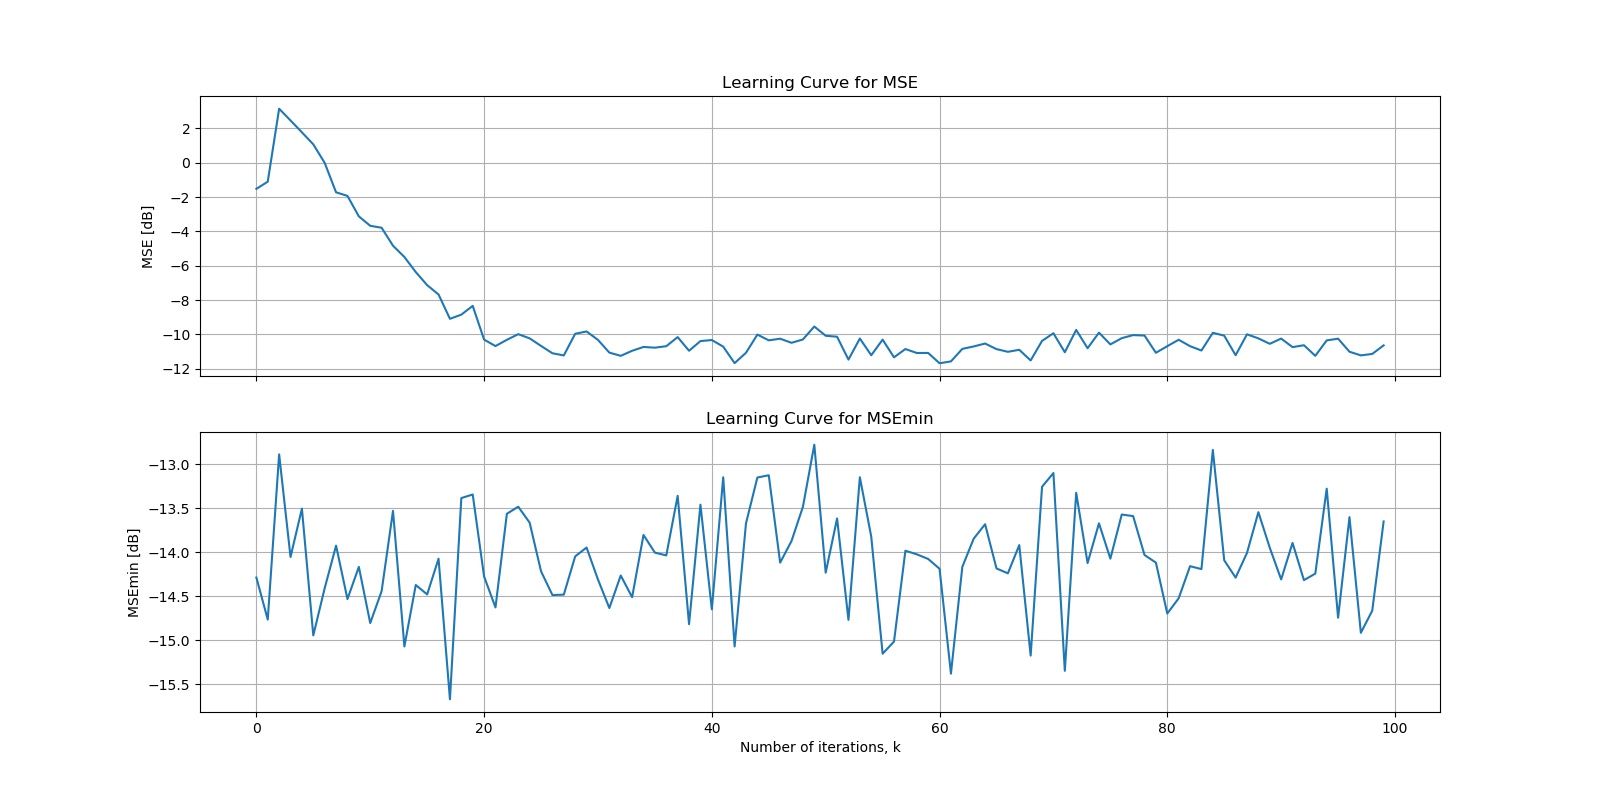 Learning Curve for MSE
MSE [dB]
2
0
−2
−4
−6
−8
−10
−12
Learning Curve for MSEmin
MSEmin [dB]
−13.0
−13.5
−14.0
−14.5
−15.0
−15.5
0 20 40 60 80 100
Number of iterations, k